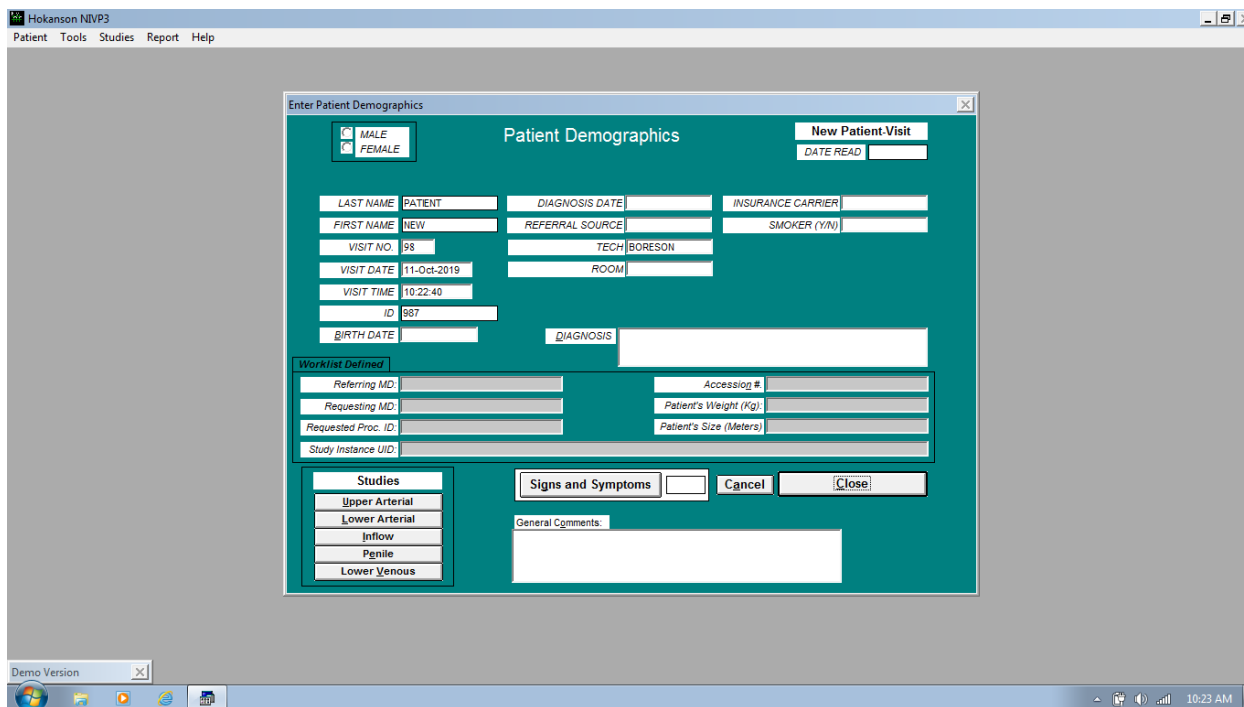 Hokanson NIVP3
Patient Tools Studies Report Help
Enter Patient Demographics
MALE
FEMALE
Patient Demographics
New Patient-Visit
DATE READ
LAST NAME PATIENT DIAGNOSIS DATE INSURANCE CARRIER
FIRST NAME NEW REFERRAL SOURCE SMOKER (Y/N)
VISIT NO. 98 TECH BORESON
VISIT DATE 11-Oct-2019 ROOM
VISIT TIME 10:22:40
ID 987
BIRTH DATE DIAGNOSIS
Worklist Defined
Referring MD: Accession #:
Requesting MD: Patient's Weight (Kg):
Requested Proc. ID: Patient's Size (Meters)
Study Instance UID:
Studies
Upper Arterial
Lower Arterial
Inflow
Penile
Lower Venous
Signs and Symptoms Cancel Close
General Comments:
Demo Version
10:23 AM